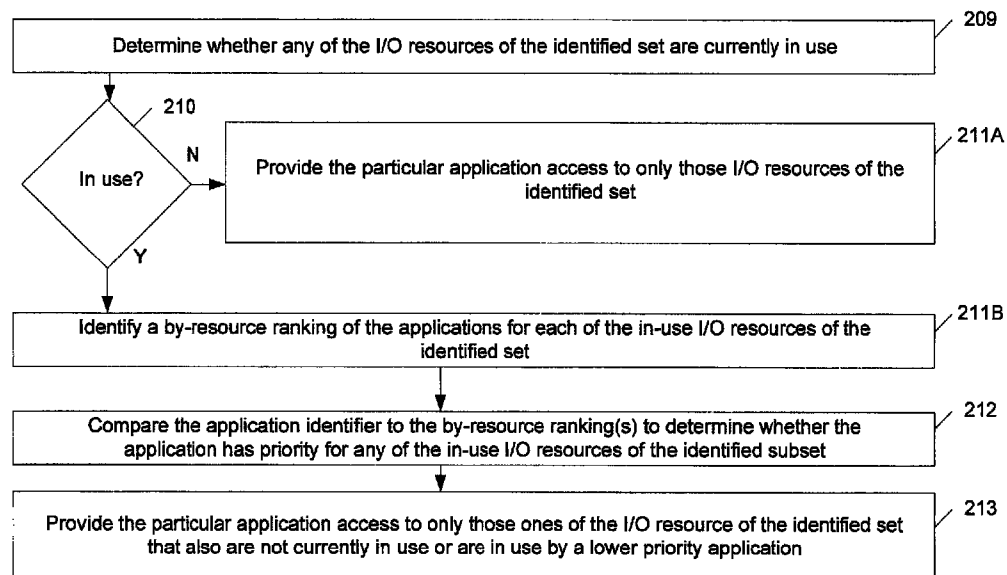 209
Determine whether any of the I/O resources of the identified set are currently in use
210
In use?
N
Y
211A
Provide the particular application access to only those I/O resources of the
identified set
211B
Identify a by-resource ranking of the applications for each of the in-use I/O resources of the
identified set
212
Compare the application identifier to the by-resource ranking(s) to determine whether the
application has priority for any of the in-use I/O resources of the identified subset
213
Provide the particular application access to only those ones of the I/O resource of the identified set
that also are not currently in use or are in use by a lower priority application